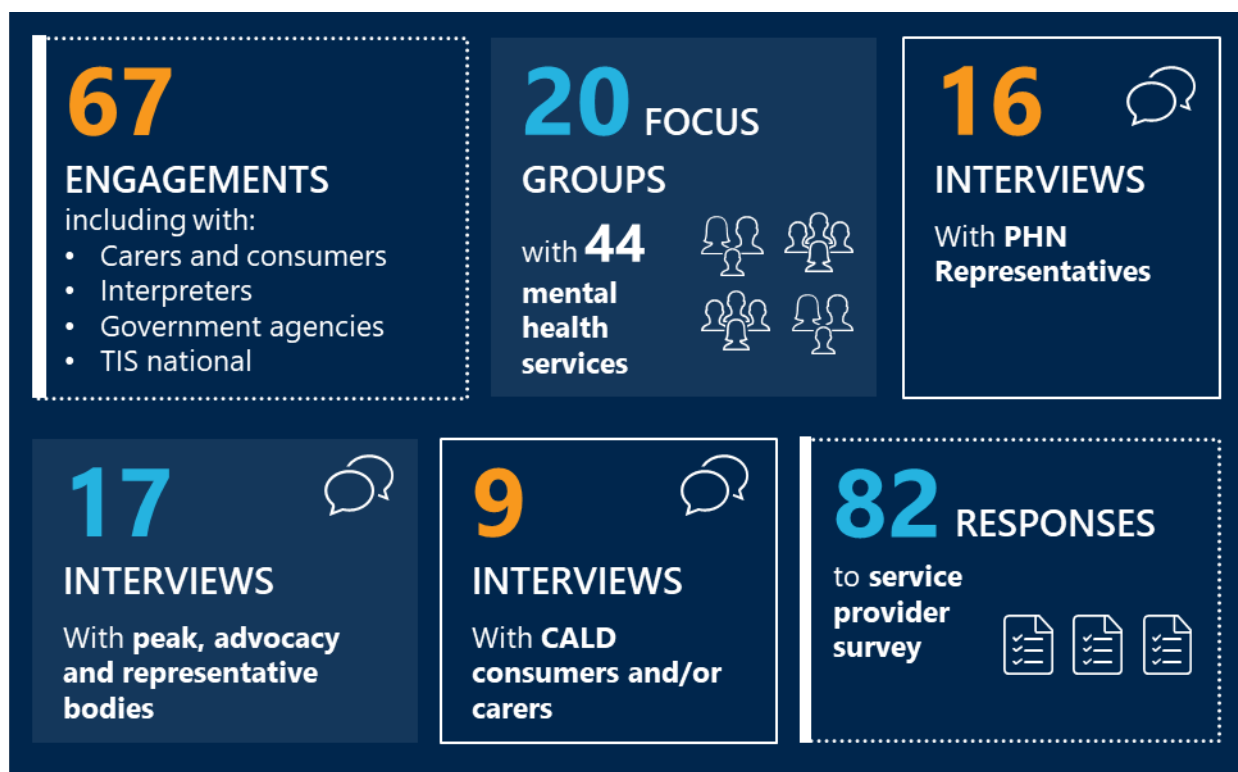 67
ENGAGEMENTS
including with:
• Carers and consumers
• Interpreters
• Government agencies
• TIS national
20 FOCUS
GROUPS
with 44
mental
health
services
16
INTERVIEWS
With PHN
Representatives
17
INTERVIEWS
With peak, advocacy
and representative
bodies
9
INTERVIEWS
With CALD
consumers and/or
carers
82 RESPONSES
to service
provider
survey